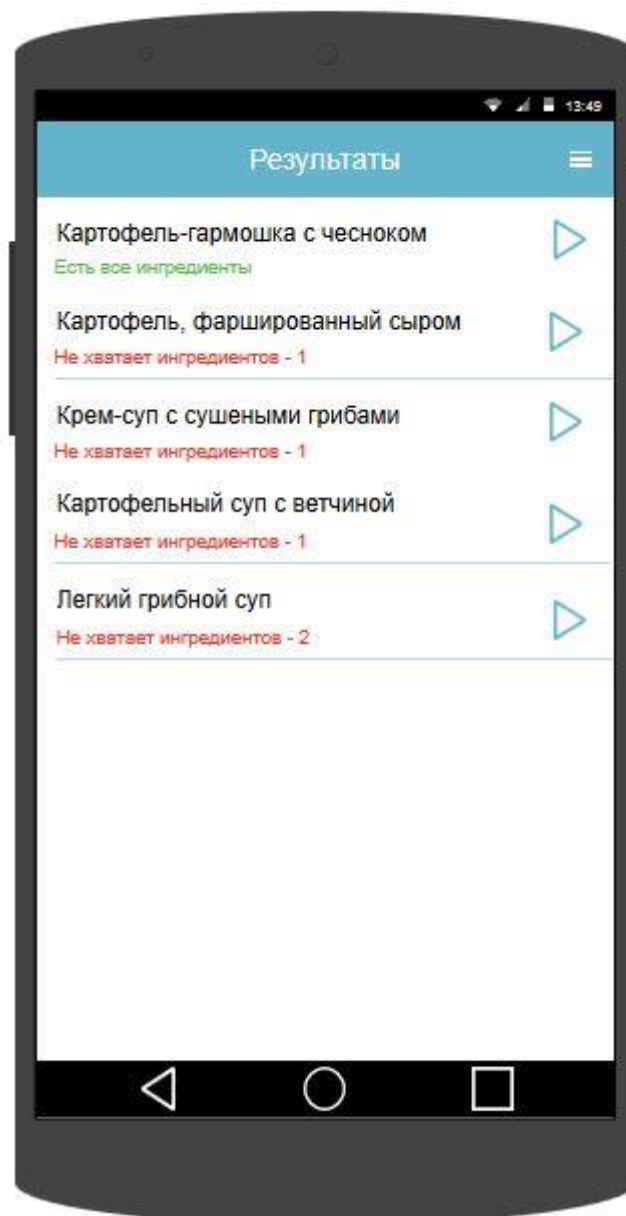 13:49
Результаты
Картофель-гармошка с чесноком
Есть все ингредиенты
Картофель, фаршированный сыром
Не хватает ингредиентов - 1
Крем-суп с сушеными грибами
Не хватает ингредиентов - 1
Картофельный суп с ветчиной
Не хватает ингредиентов - 1
Легкий грибной суп
Не хватает ингредиентов - 2